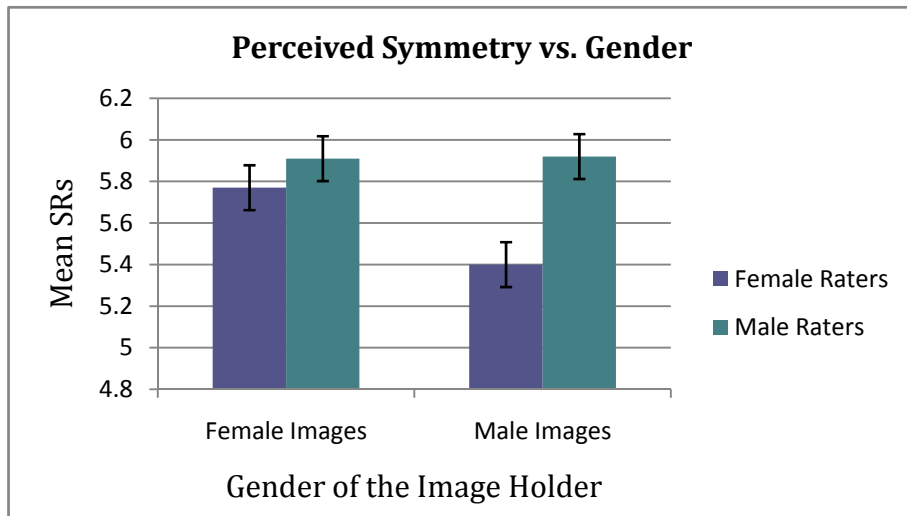 Perceived Symmetry vs. Gender
6.2
6
5.8
5.6
5.4
5.2
5
4.8
Mean SRs
Female Images
Male Images
Gender of the Image Holder
Female Raters
Male Raters